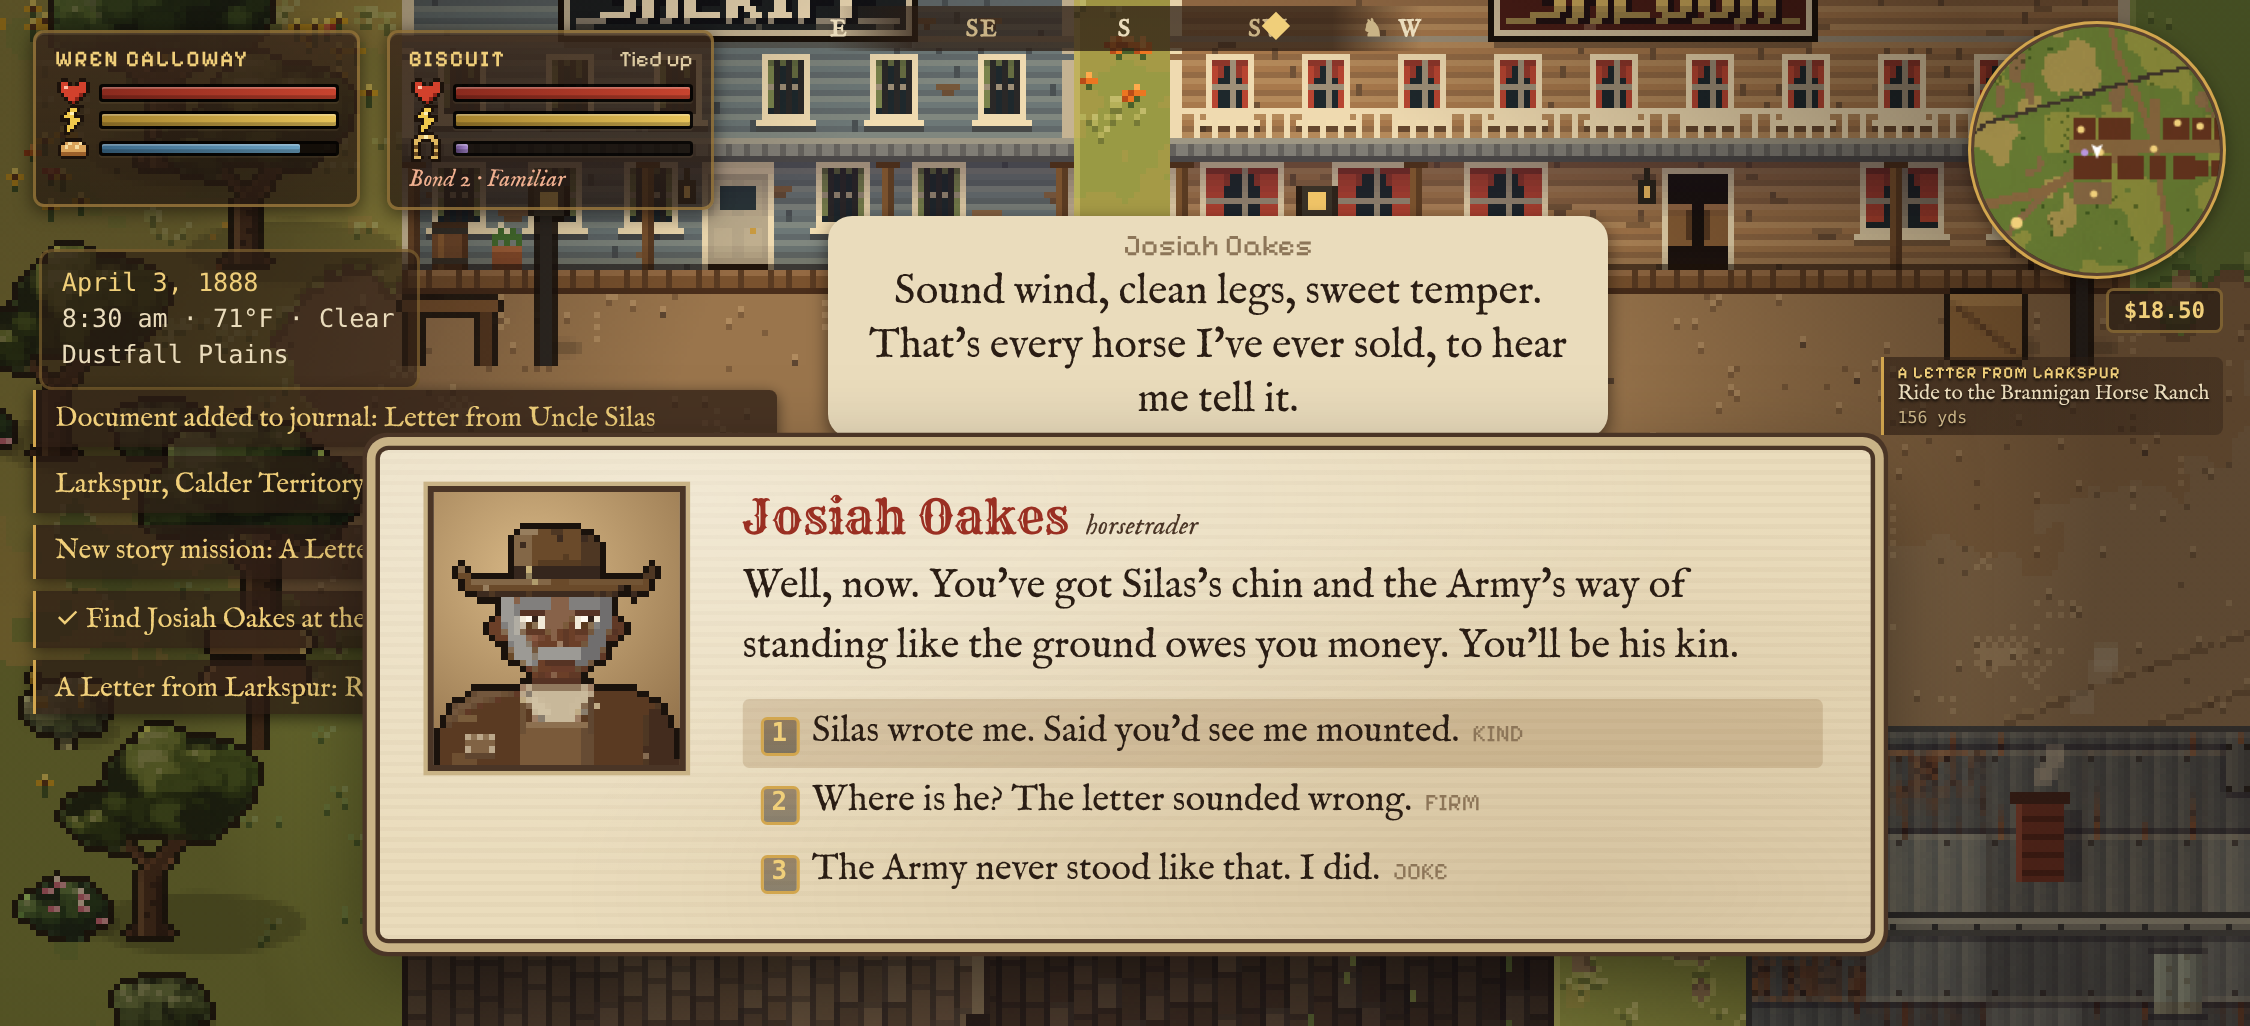 E SE S W
WREN CALLOWAY
BISCUIT Tied up
Bond 2 · Familiar
April 3, 1888
8:30 am · 71°F · Clear
Dustfall Plains
$18.50
A LETTER FROM LARKSPUR
Ride to the Brannigan Horse Ranch
156 yds
Josiah Oakes
Sound wind, clean legs, sweet temper.
That's every horse I've ever sold, to hear
me tell it.
Document added to journal: Letter from Uncle Silas
Larkspur, Calder Territory
New story mission: A Lette
✓ Find Josiah Oakes at the
A Letter from Larkspur: R
Josiah Oakes horsetrader
Well, now. You've got Silas's chin and the Army's way of
standing like the ground owes you money. You'll be his kin.
1 Silas wrote me. Said you'd see me mounted. KIND
2 Where is he? The letter sounded wrong. FIRM
3 The Army never stood like that. I did. JOKE